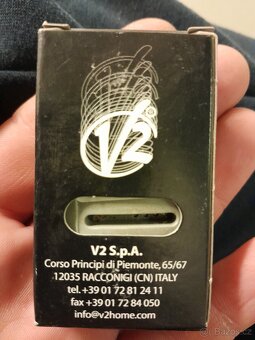 V2
V2 S.p.A.
Corso Principi di Piemonte, 65/67
12035 RACCONIGI (CN) ITALY
tel. +39 01 72 81 24 11
fax +39 01 72 84 050
info@v2home.com